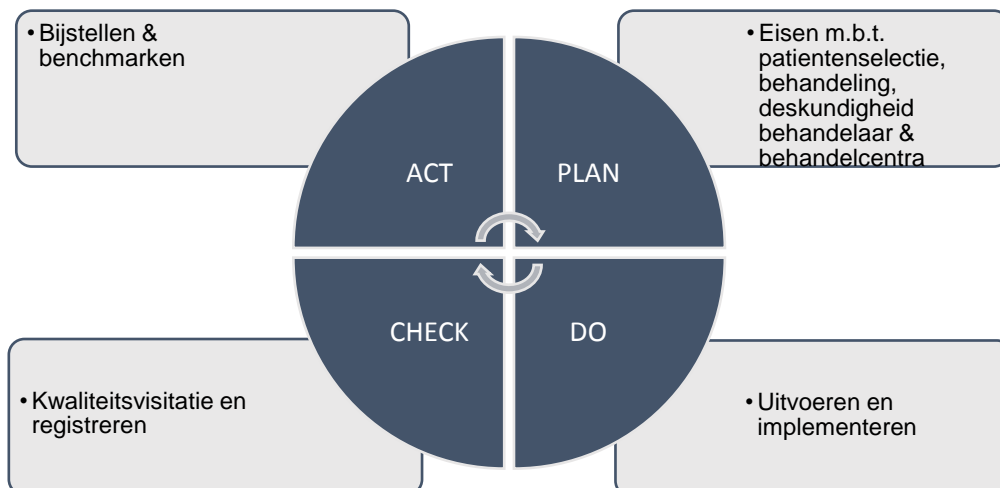 • Bijstellen &
benchmarken
• Eisen m.b.t.
patientenselectie,
behandeling,
deskundigheid
behandelaar &
behandelcentra
ACT
PLAN
CHECK
DO
• Kwaliteitsvisitatie en
registreren
• Uitvoeren en
implementeren